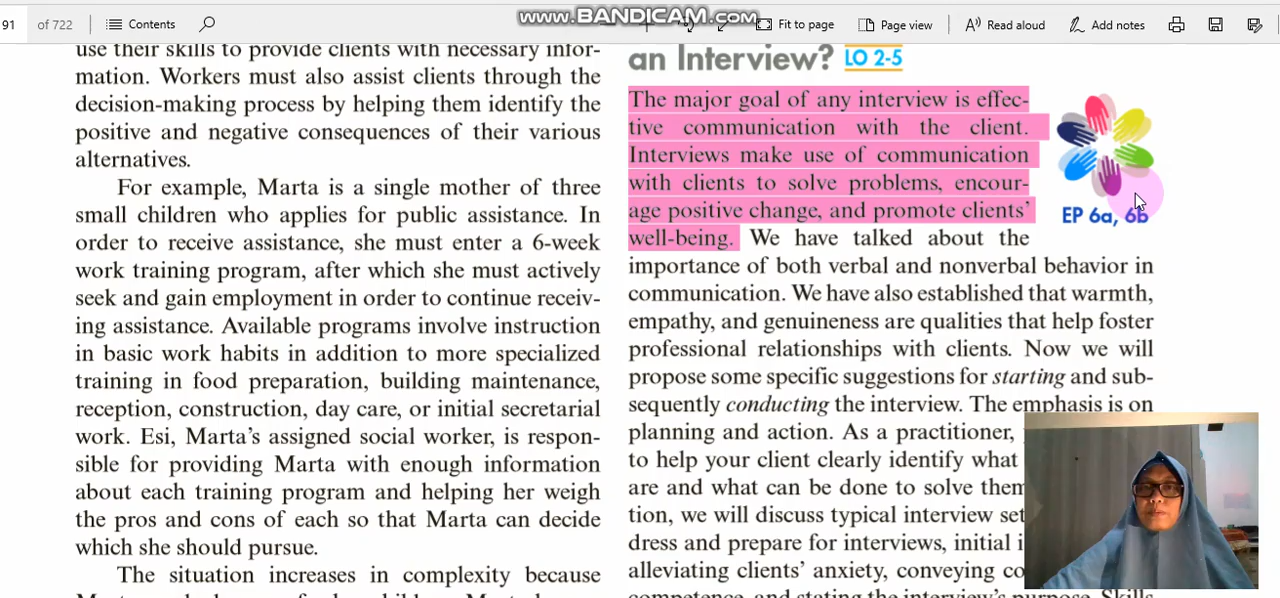 91 of 722 Contents Fit to page Page view Read aloud Add notes
www.BANDICAM.com
use their skills to provide clients with necessary infor-
mation. Workers must also assist clients through the
decision-making process by helping them identify the
positive and negative consequences of their various
alternatives.
For example, Marta is a single mother of three
small children who applies for public assistance. In
order to receive assistance, she must enter a 6-week
work training program, after which she must actively
seek and gain employment in order to continue receiv-
ing assistance. Available programs involve instruction
in basic work habits in addition to more specialized
training in food preparation, building maintenance,
reception, construction, day care, or initial secretarial
work. Esi, Marta's assigned social worker, is respon-
sible for providing Marta with enough information
about each training program and helping her weigh
the pros and cons of each so that Marta can decide
which she should pursue.
The situation increases in complexity because
an Interview? LO 2-5
The major goal of any interview is effec-
tive communication with the client.
Interviews make use of communication
with clients to solve problems, encour-
age positive change, and promote clients'
well-being. We have talked about the
importance of both verbal and nonverbal behavior in
communication. We have also established that warmth,
empathy, and genuineness are qualities that help foster
professional relationships with clients. Now we will
propose some specific suggestions for starting and sub-
sequently conducting the interview. The emphasis is on
planning and action. As a practitioner,
to help your client clearly identify what
are and what can be done to solve them
tion, we will discuss typical interview set
dress and prepare for interviews, initial i
alleviating clients' anxiety, conveying co
competence, and stating the interview's purpose. Skills
EP 6a, 6b